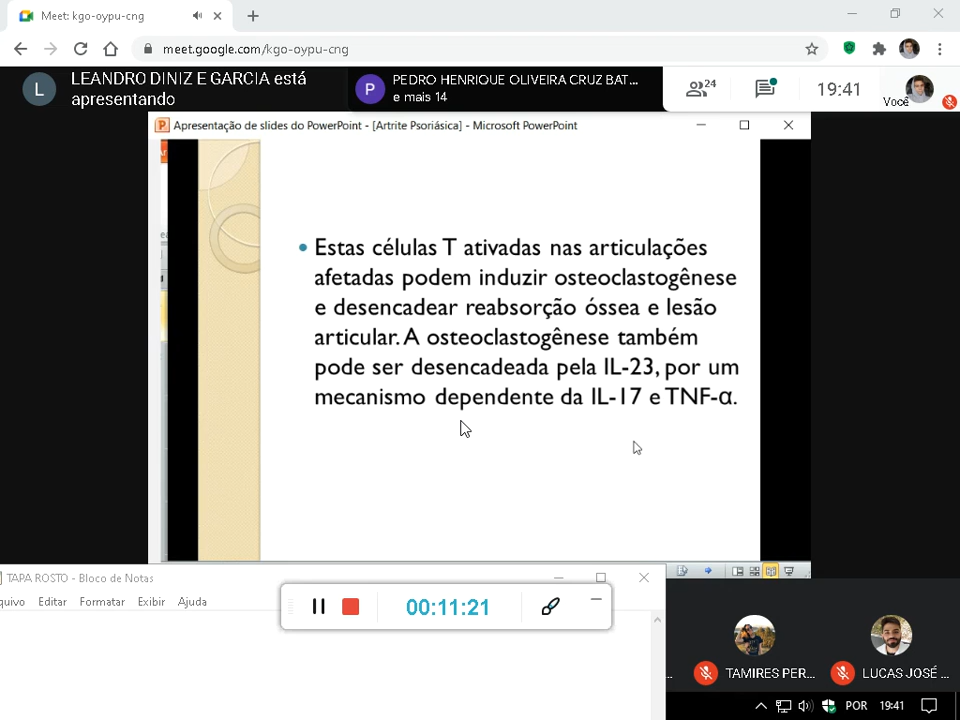 Meet: kgo-oypu-cng
meet.google.com/kgo-oypu-cng
L
LEANDRO DINIZ E GARCIA está
apresentando
P
PEDRO HENRIQUE OLIVEIRA CRUZ BAT...
e mais 14
24
19:41
Você
Apresentação de slides do PowerPoint - [Artrite Psoriásica] - Microsoft PowerPoint
Estas células T ativadas nas articulações
afetadas podem induzir osteoclastogênese
e desencadear reabsorção óssea e lesão
articular. A osteoclastogênese também
pode ser desencadeada pela IL-23, por um
mecanismo dependente da IL-17 e TNF-α.
TAPA ROSTO - Bloco de Notas
quivo Editar Formatar Exibir Ajuda
00:11:21
... TAMIRES PER... LUCAS JOSÉ ...
POR 19:41